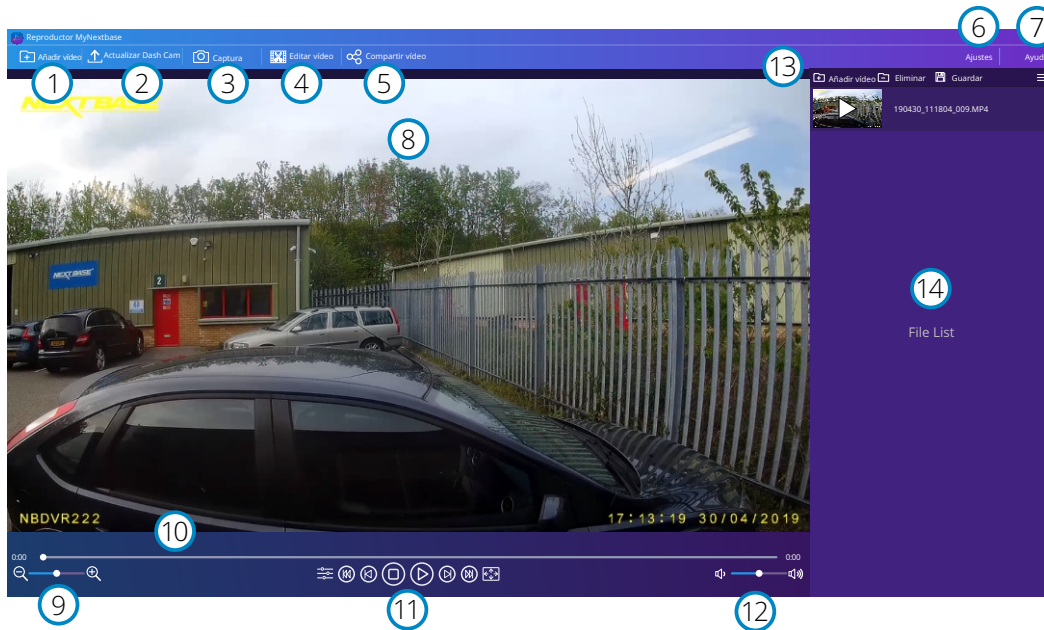 6
7
Reproductor MyNextbase
Añadir vídeo
Actualizar Dash Cam
Captura
Editar vídeo
Compartir vídeo
Ajustes
Ayud
1
2
3
4
5
13
Añadir vídeo Eliminar Guardar
NEXTBASE
190430_111804_009.MP4
8
NEXTBASE
2
14
File List
NBDVR222
17:13:19 30/04/2019
10
0:00
0:00
9
11
12